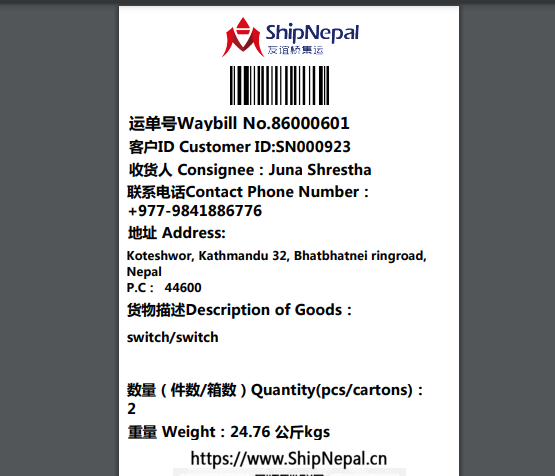 ShipNepal
友谊桥集运
运单号Waybill No.86000601
客户ID Customer ID:SN000923
收货人 Consignee：Juna Shrestha
联系电话Contact Phone Number：
+977-9841886776
地址 Address:
Koteshwor, Kathmandu 32, Bhatbhatnei ringroad,
Nepal
P.C： 44600
货物描述Description of Goods：
switch/switch
数量（件数/箱数）Quantity(pcs/cartons)：
2
重量 Weight：24.76 公斤kgs
https://www.ShipNepal.cn